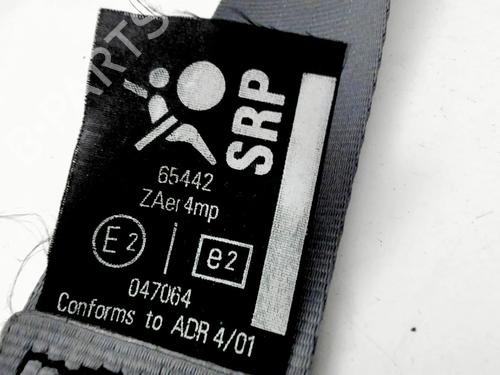 SRP
65442
ZAer4mp
E2 e2
047064
Conforms to ADR 4/01